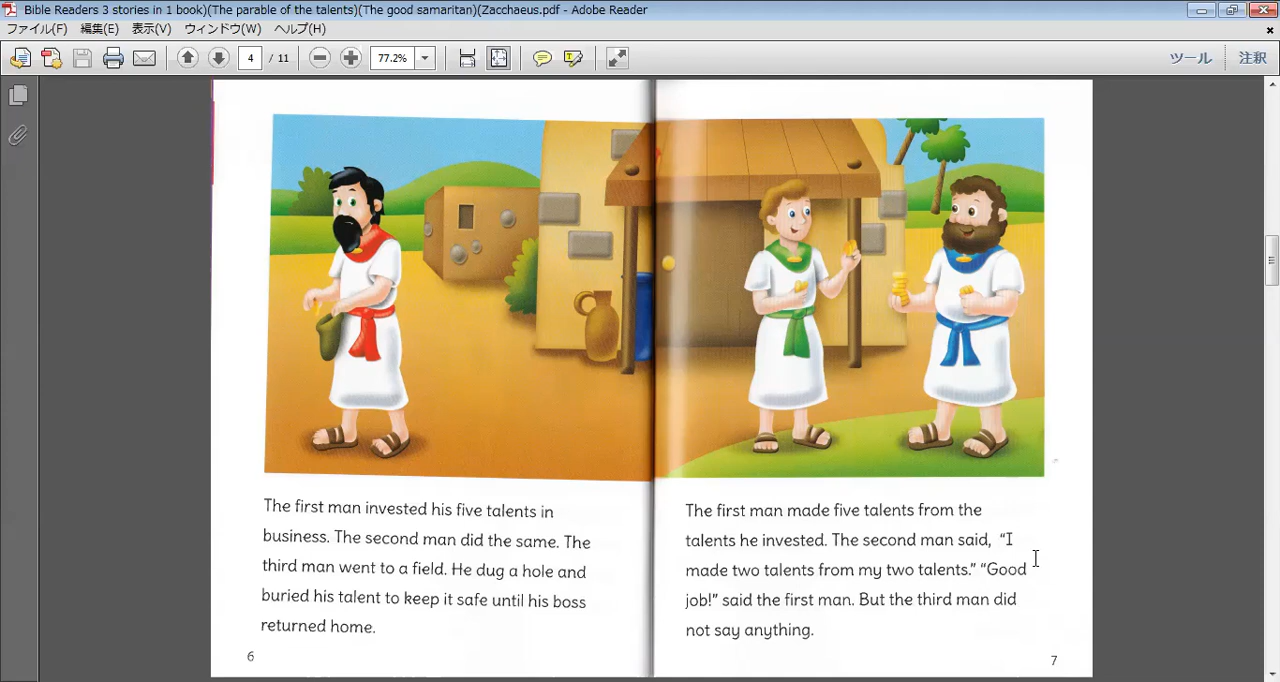 Bible Readers 3 stories in 1 book)(The parable of the talents)(The good samaritan)(Zacchaeus.pdf - Adobe Reader
ファイル(F) 編集(E) 表示(V) ウィンドウ(W) ヘルプ(H)
4 / 11 77.2% ツール 注釈
The first man invested his five talents in
business. The second man did the same. The
third man went to a field. He dug a hole and
buried his talent to keep it safe until his boss
returned home.
6
The first man made five talents from the
talents he invested. The second man said, “I
made two talents from my two talents.” “Good
job!” said the first man. But the third man did
not say anything.
7